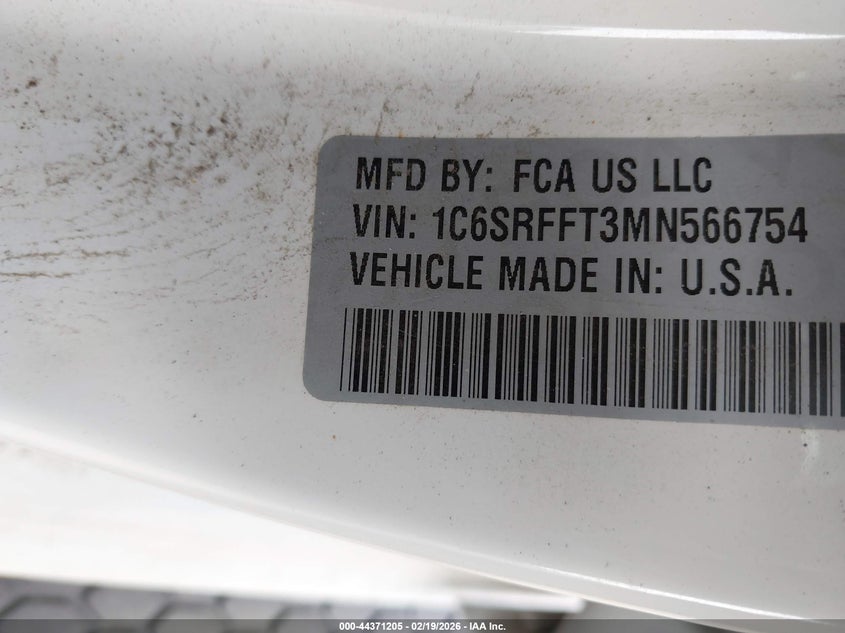 MFD BY: FCA US LLC
VIN: 1C6SRFFT3MN566754
VEHICLE MADE IN: U.S.A.
000-44371205 - 02/19/2026 - IAA Inc.